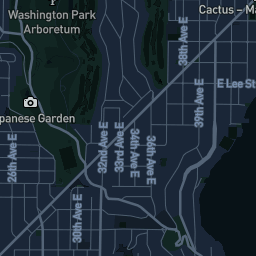 Washington Park
Arboretum
Cactus – Ma
38th Ave E
E Lee St
39th Ave E
panese Garden
26th Ave E
32nd Ave E
33rd Ave E
34th Ave E
36th Ave E
30th Ave E